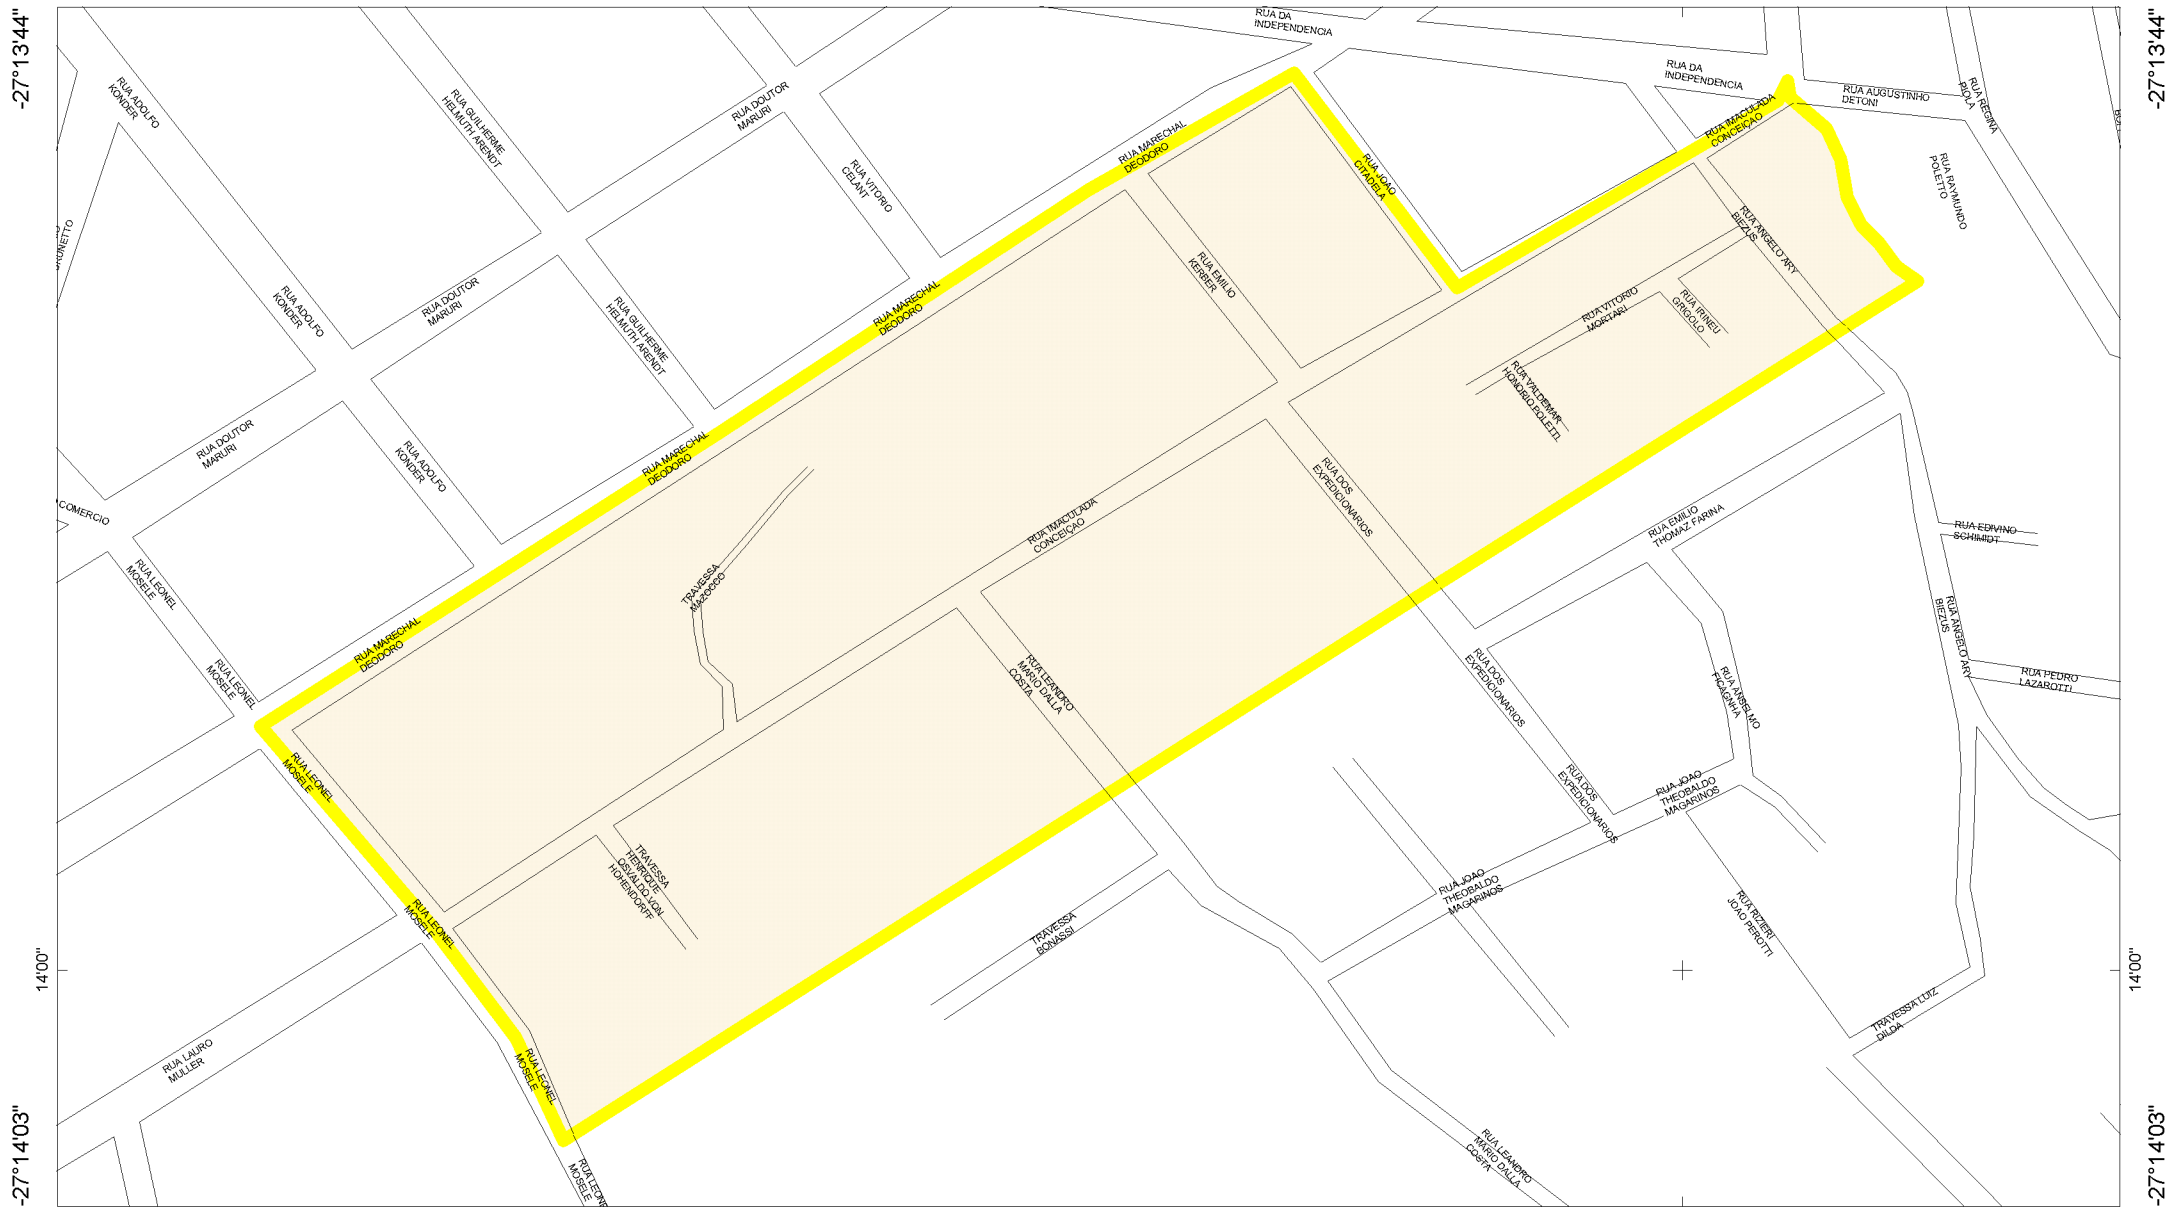 -27°13'44"
-27°13'44"
RUA DA
INDEPENDENCIA
RUA DA
INDEPENDENCIA
RUA AUGUSTINHO
DETONI
RUA REGINA
PIOLA
RUA ADOLFO
KONDER
RUA GUILHERME
HELMUTH ARENDT
RUA DOUTOR
MARURI
RUA IMACULADA
CONCEIÇAO
RUA MARECHAL
DEODORO
RUA VITORIO
CELANT
RUA JOAO
CITADELA
RUA RAYMUNDO
POLETTO
RUA ANGELO ARY
BIEZUS
RUA EMILIO
KERBER
RUA DOUTOR
MARURI
RUA ADOLFO
KONDER
RUA GUILHERME
HELMUTH ARENDT
RUA MARECHAL
DEODORO
RUA VITORIO
MORTARI
RUA IRINEU
GRIGOLO
RUA VALDEMAR
HONORIO POLETTI
RUA DOUTOR
MARURI
RUA ADOLFO
KONDER
RUA MARECHAL
DEODORO
RUA DOS
EXPEDICIONARIOS
COMERCIO
RUA IMACULADA
CONCEIÇAO
RUA EMILIO
THOMAZ FARINA
RUA EDIVINO
SCHIMIDT
RUA LEONEL
MOSELE
TRAVESSA
MAZOCCO
RUA ANGELO ARY
BIEZUS
RUA MARECHAL
DEODORO
RUA LEONEL
MOSELE
RUA LEANDRO
MARIO DALLA
COSTA
RUA DOS
EXPEDICIONARIOS
RUA ANSELMO
FICAGNHA
RUA PEDRO
LAZAROTTI
RUA LEONEL
MOSELE
RUA DOS
EXPEDICIONARIOS
RUA JOAO
THEOBALDO
MAGARINOS
TRAVESSA
HENRIQUE
OSVALDO VON
HOHENDORFF
RUA JOAO
THEOBALDO
MAGARINOS
RUA LEONEL
MOSELE
TRAVESSA
BONASSI
RUA RIZIERI
JOAO PEROTTI
14'00"
14'00"
TRAVESSA LUIZ
DILDA
RUA LAURO
MULLER
RUA LEONEL
MOSELE
-27°14'03"
-27°14'03"
RUA LEANDRO
MARIO DALLA
COSTA
RUA LEONE
MOSELE